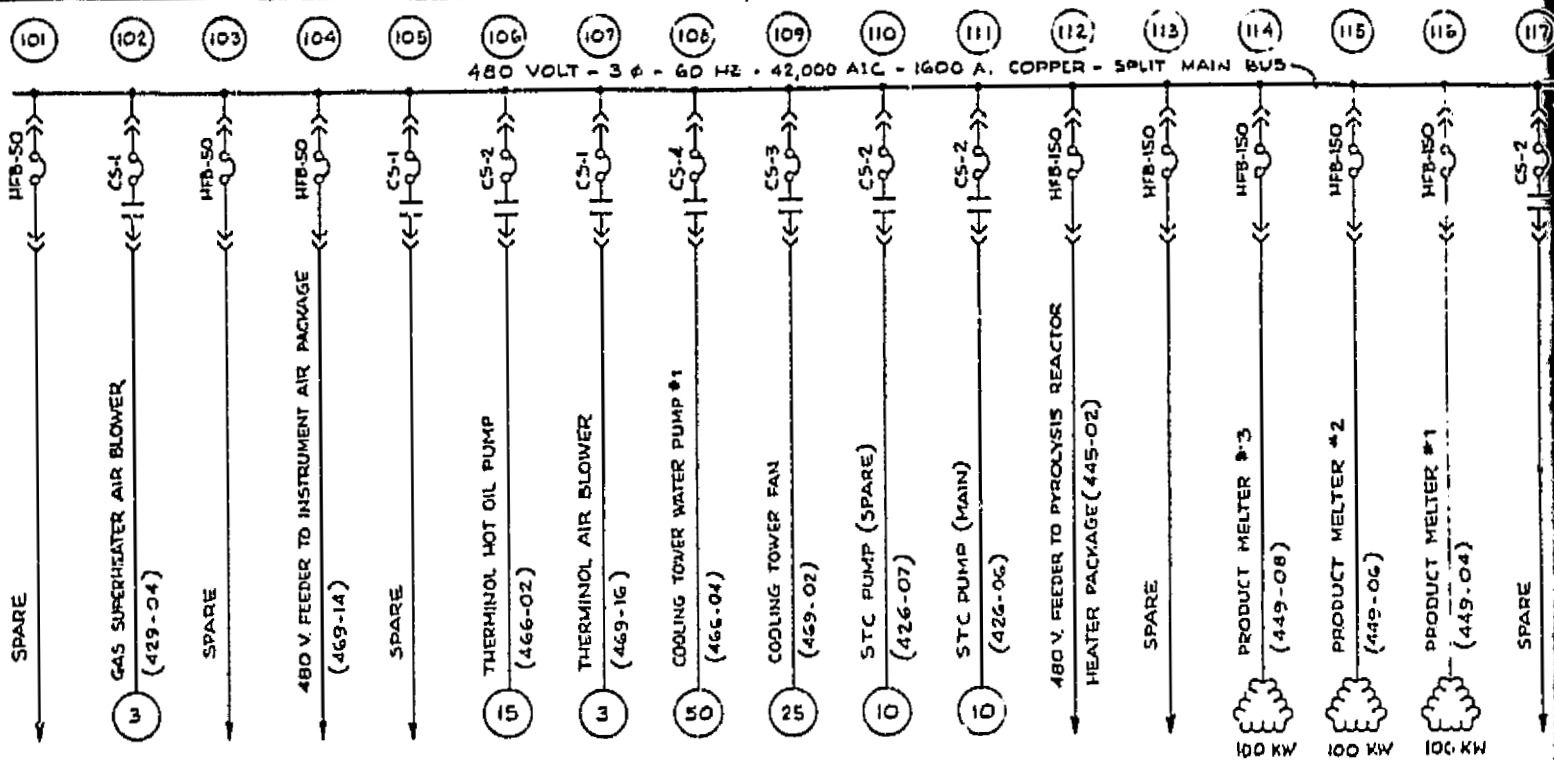 101 102 103 104 105 106 107 108 109 110 111 112 113 114 115 116 117
480 VOLT - 3 φ - 60 HZ - 42,000 AIC - 1600 A. COPPER - SPLIT MAIN BUS
HFB-50
SPARE
CS-1
GAS SUPERHEATER AIR BLOWER
(429-04)
3
HFB-50
SPARE
HFB-50
480 V. FEEDER TO INSTRUMENT AIR PACKAGE
(469-14)
CS-1
SPARE
CS-2
THERMINOL HOT OIL PUMP
(466-02)
15
CS-1
THERMINOL AIR BLOWER
(469-16)
3
CS-4
COOLING TOWER WATER PUMP #1
(466-04)
50
CS-3
COOLING TOWER FAN
(469-02)
25
CS-2
STC PUMP (SPARE)
(426-07)
10
CS-2
STC PUMP (MAIN)
(426-06)
10
HFB-150
480 V. FEEDER TO PYROLYSIS REACTOR
HEATER PACKAGE (445-02)
HFB-150
SPARE
HFB-150
PRODUCT MELTER #3
(449-08)
100 KW
HFB-150
PRODUCT MELTER #2
(449-06)
100 KW
HFB-150
PRODUCT MELTER #1
(449-04)
100 KW
CS-2
SPARE